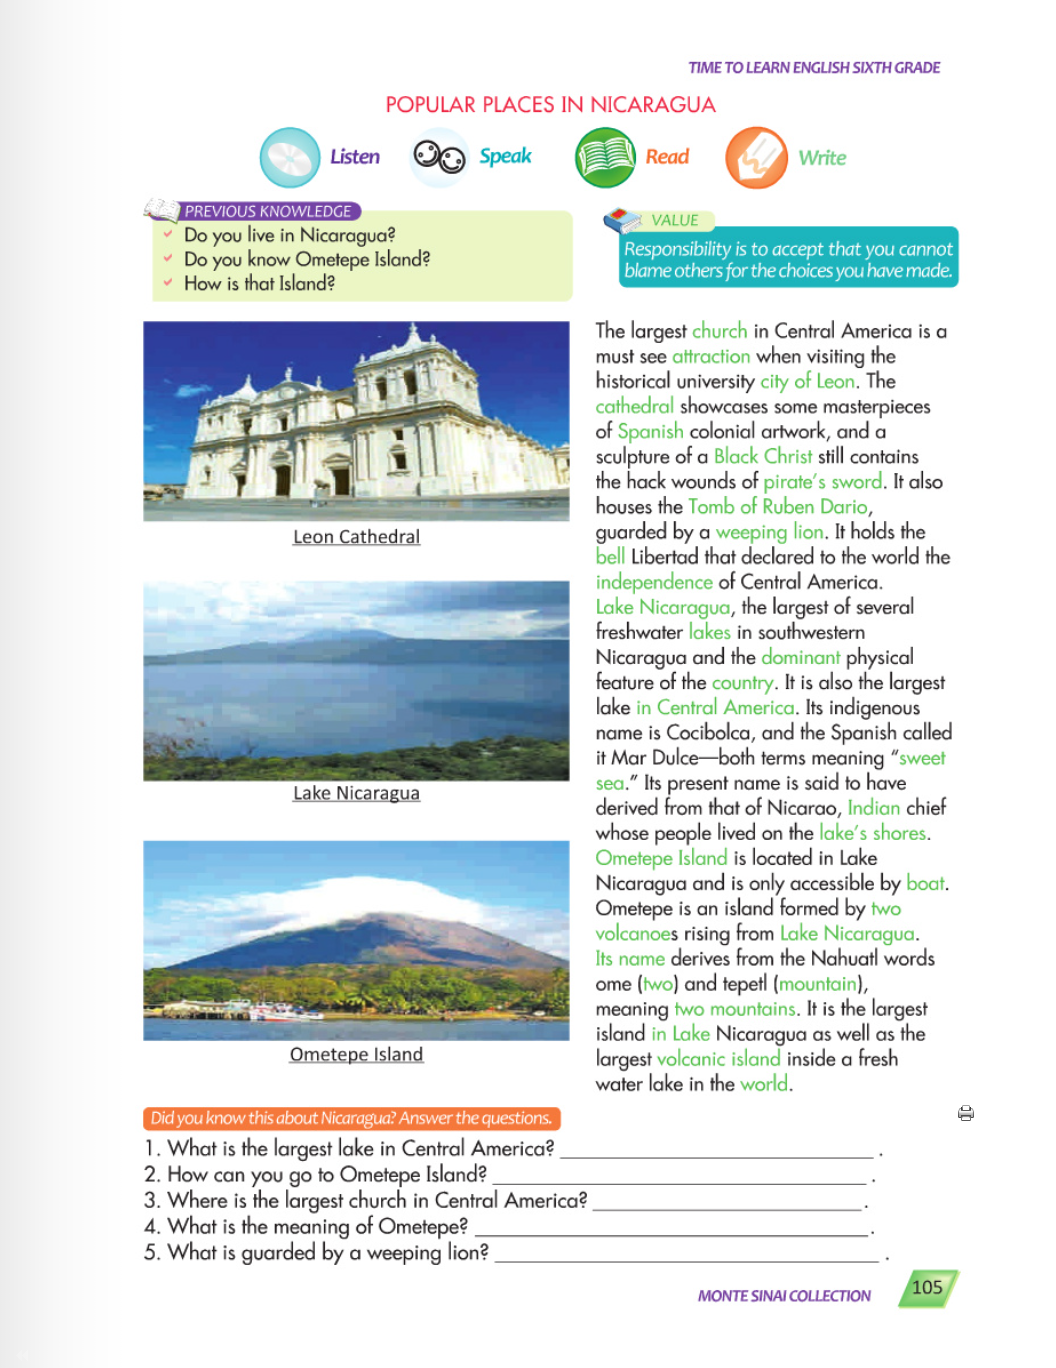 TIME TO LEARN ENGLISH SIXTH GRADE
POPULAR PLACES IN NICARAGUA
Listen
Speak
Read
Write
PREVIOUS KNOWLEDGE
Do you live in Nicaragua?
Do you know Ometepe Island?
How is that Island?
VALUE
Responsibility is to accept that you cannot
blame others for the choices you have made.
Leon Cathedral
Lake Nicaragua
Ometepe Island
The largest church in Central America is a
must see attraction when visiting the
historical university city of Leon. The
cathedral showcases some masterpieces
of Spanish colonial artwork, and a
sculpture of a Black Christ still contains
the hack wounds of pirate's sword. It also
houses the Tomb of Ruben Dario,
guarded by a weeping lion. It holds the
bell Libertad that declared to the world the
independence of Central America.
Lake Nicaragua, the largest of several
freshwater lakes in southwestern
Nicaragua and the dominant physical
feature of the country. It is also the largest
lake in Central America. Its indigenous
name is Cocibolca, and the Spanish called
it Mar Dulce—both terms meaning “sweet
sea.” Its present name is said to have
derived from that of Nicarao, Indian chief
whose people lived on the lake's shores.
Ometepe Island is located in Lake
Nicaragua and is only accessible by boat.
Ometepe is an island formed by two
volcanoes rising from Lake Nicaragua.
Its name derives from the Nahuatl words
ome (two) and tepetl (mountain),
meaning two mountains. It is the largest
island in Lake Nicaragua as well as the
largest volcanic island inside a fresh
water lake in the world.
Did you know this about Nicaragua? Answer the questions.
1. What is the largest lake in Central America? ______________________________ .
2. How can you go to Ometepe Island? ____________________________________ .
3. Where is the largest church in Central America? __________________________ .
4. What is the meaning of Ometepe? ______________________________________ .
5. What is guarded by a weeping lion? _____________________________________ .
MONTE SINAI COLLECTION
105